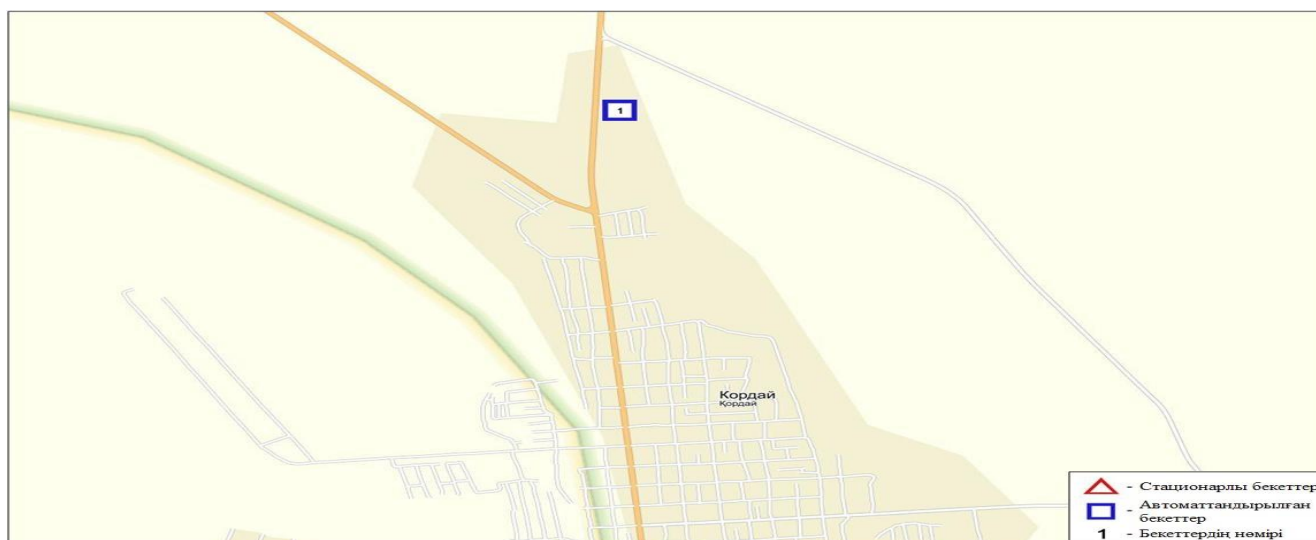 1
Кордай
Қордай
- Стационарлы бекеттер
- Автоматтандырылған
бекеттер
1 - Бекеттердің нөмірі